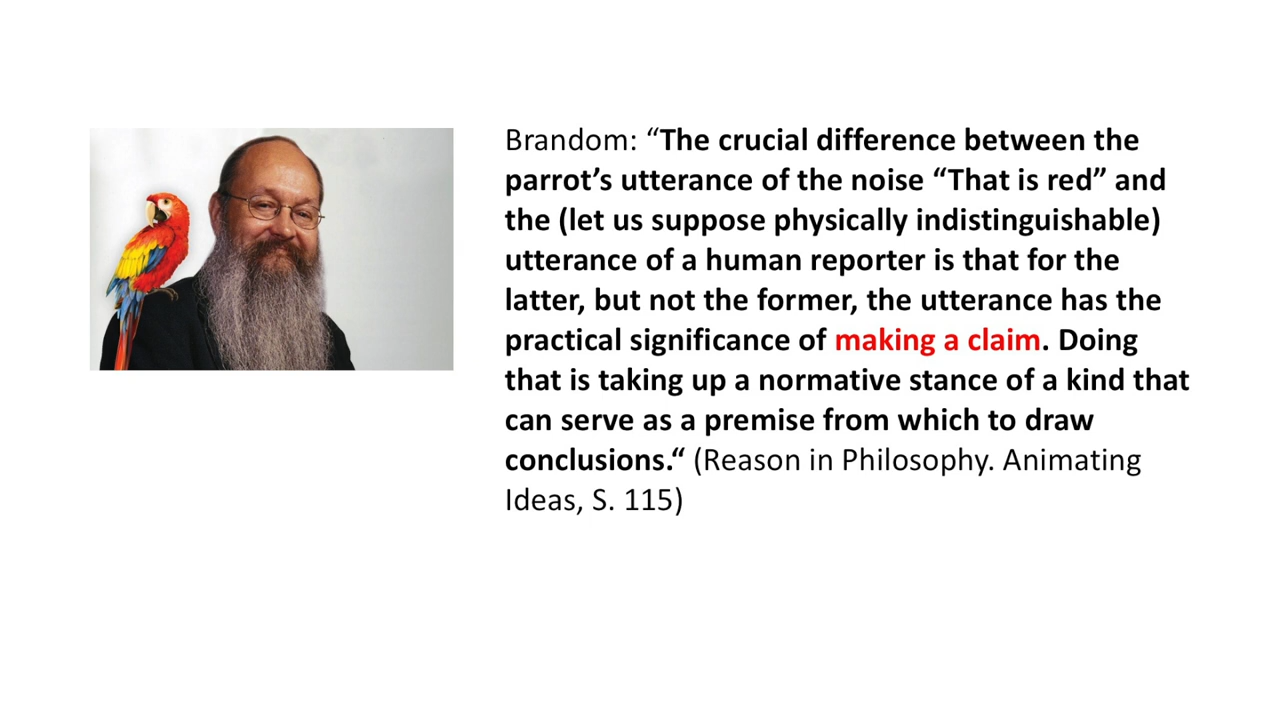 Brandom: “The crucial difference between the
parrot’s utterance of the noise “That is red” and
the (let us suppose physically indistinguishable)
utterance of a human reporter is that for the
latter, but not the former, the utterance has the
practical significance of making a claim. Doing
that is taking up a normative stance of a kind that
can serve as a premise from which to draw
conclusions.“ (Reason in Philosophy. Animating
Ideas, S. 115)